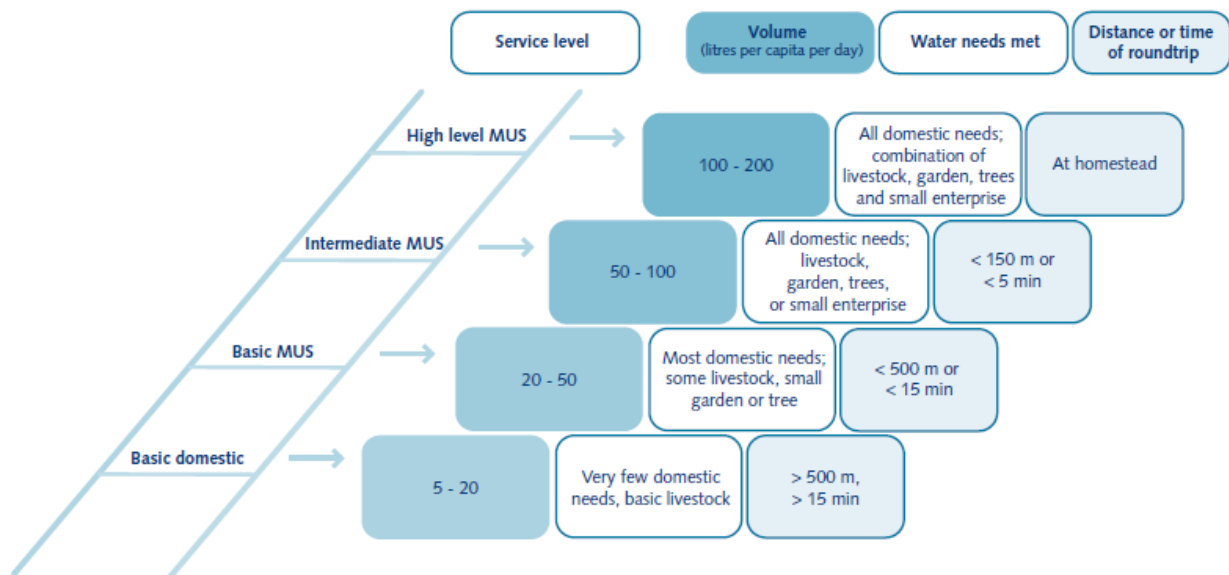 Service level
Volume
(litres per capita per day)
Water needs met
Distance or time
of roundtrip
High level MUS
100 - 200
All domestic needs;
combination of
livestock, garden, trees
and small enterprise
At homestead
Intermediate MUS
50 - 100
All domestic needs;
livestock,
garden, trees,
or small enterprise
< 150 m or
< 5 min
Basic MUS
20 - 50
Most domestic needs;
some livestock, small
garden or tree
< 500 m or
< 15 min
Basic domestic
5 - 20
Very few domestic
needs, basic livestock
> 500 m,
> 15 min